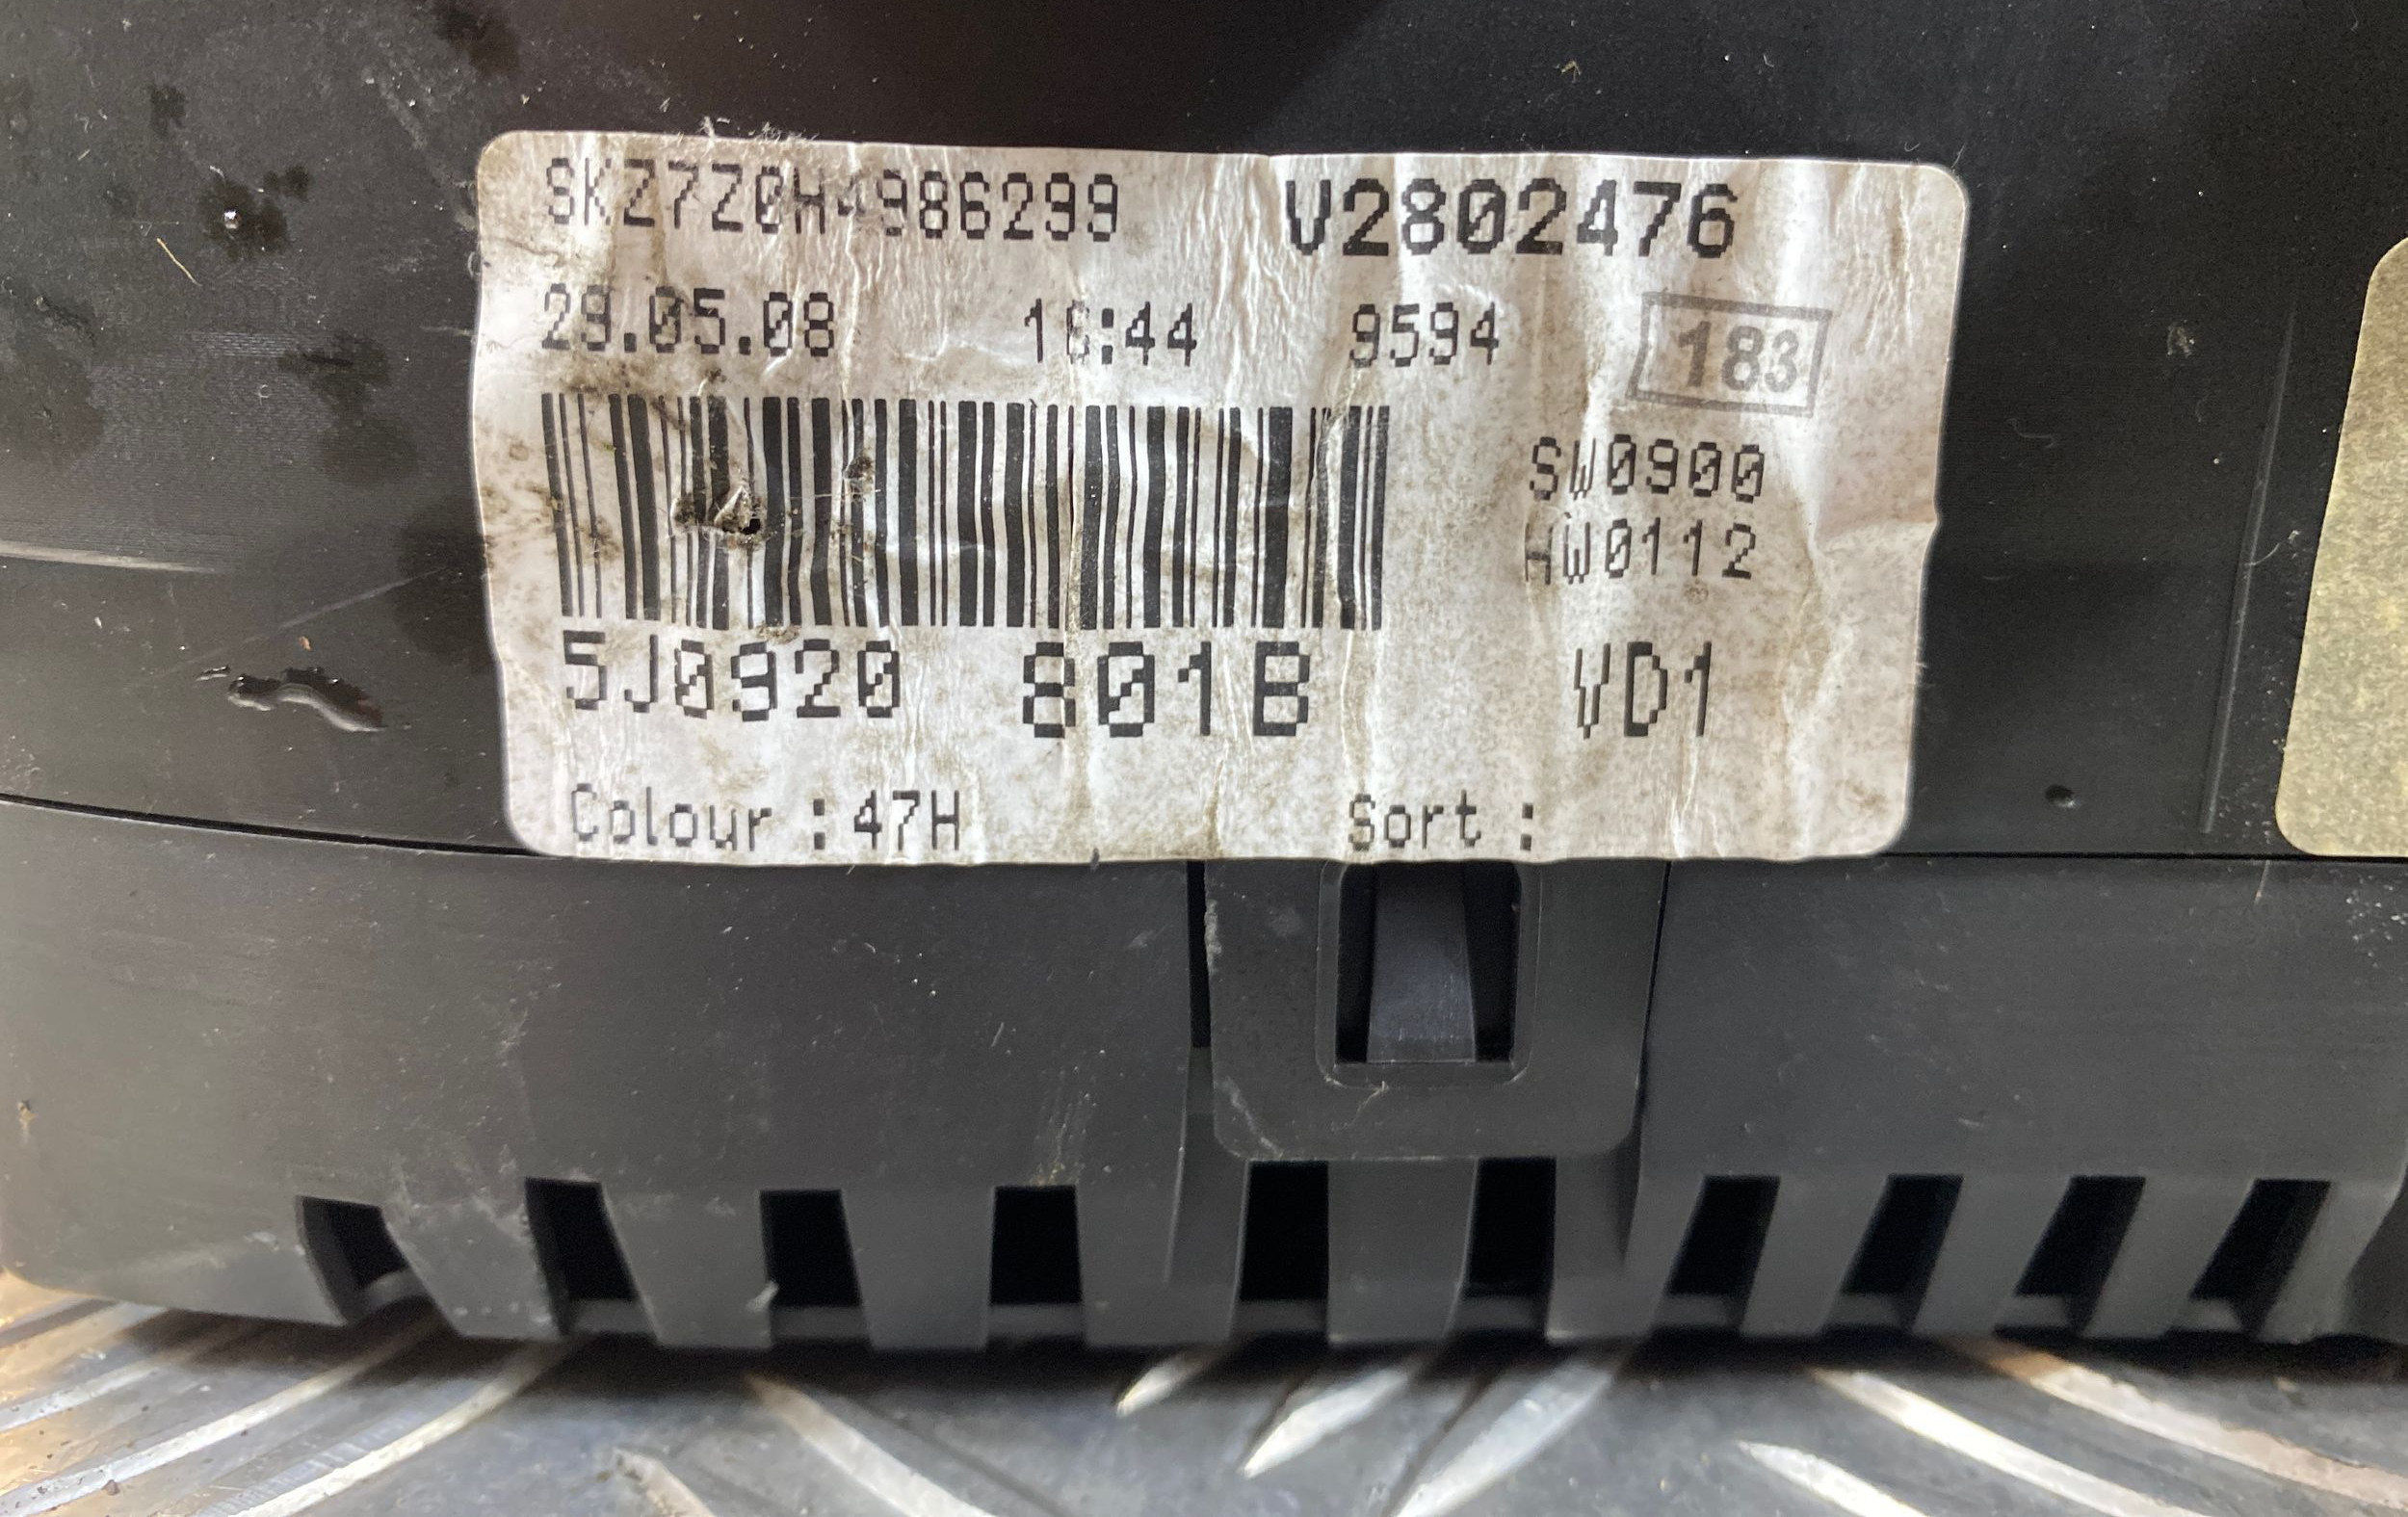 SKZ7Z0H4986299 V2802476
29.05.08 16:44 9594 183
SW0900
HW0112
5J0920 801B VD1
Colour :47H Sort :